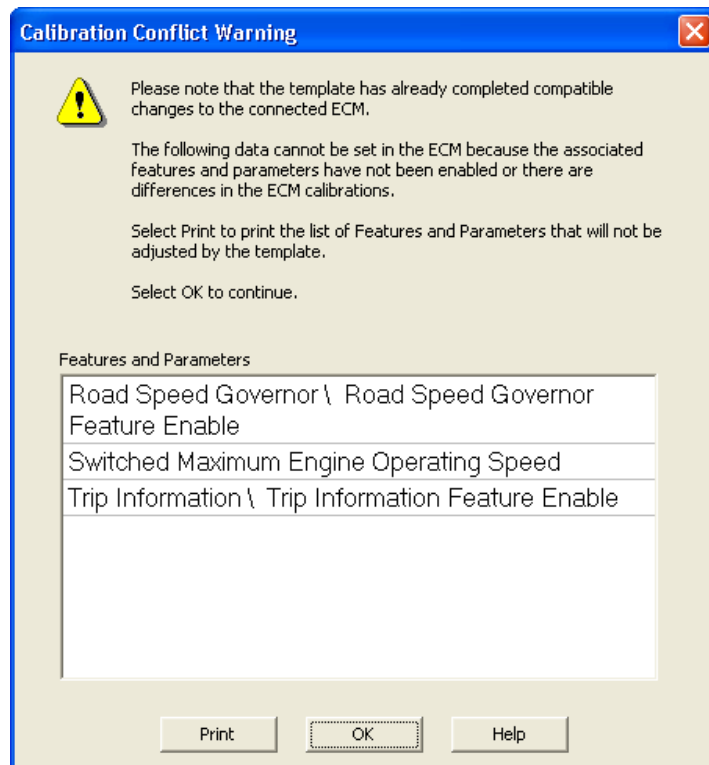 Calibration Conflict Warning
Please note that the template has already completed compatible
changes to the connected ECM.
The following data cannot be set in the ECM because the associated
features and parameters have not been enabled or there are
differences in the ECM calibrations.
Select Print to print the list of Features and Parameters that will not be
adjusted by the template.
Select OK to continue.
Features and Parameters
Road Speed Governor \ Road Speed Governor
Feature Enable
Switched Maximum Engine Operating Speed
Trip Information \ Trip Information Feature Enable
Print
OK
Help